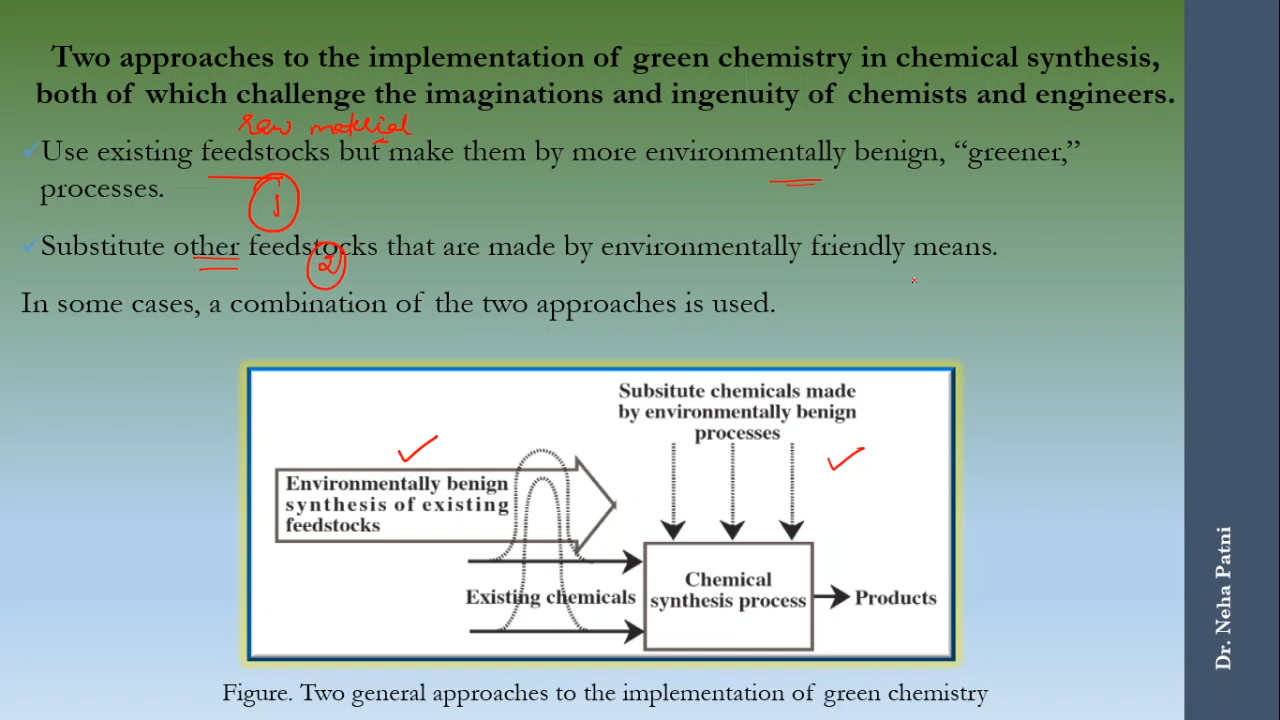 Two approaches to the implementation of green chemistry in chemical synthesis,
both of which challenge the imaginations and ingenuity of chemists and engineers.
raw material
Use existing feedstocks but make them by more environmentally benign, “greener,”
processes.
1
Substitute other feedstocks that are made by environmentally friendly means.
2
In some cases, a combination of the two approaches is used.
Subsitute chemicals made
by environmentally benign
processes
Environmentally benign
synthesis of existing
feedstocks
Existing chemicals
Chemical
synthesis process
Products
Figure. Two general approaches to the implementation of green chemistry
Dr. Neha Patni